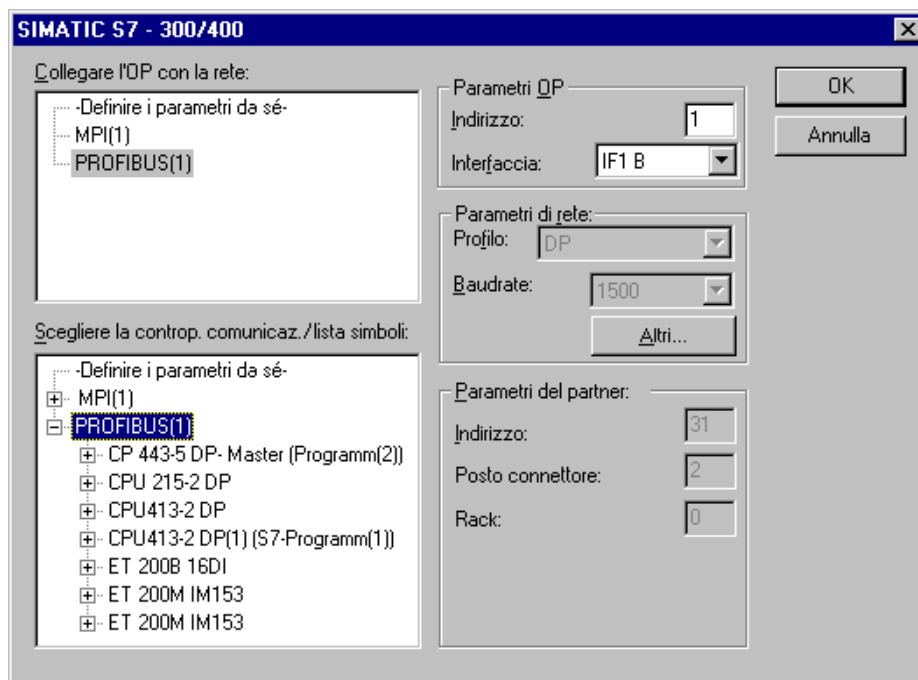 SIMATIC S7 - 300/400
Collegare l'OP con la rete:
-Definire i parametri da sé-
MPI(1)
PROFIBUS(1)
Parametri OP
Indirizzo:
1
Interfaccia:
IF1 B
OK
Annulla
Parametri di rete:
Profilo:
DP
Baudrate:
1500
Altri...
Scegliere la controp. comunicaz./lista simboli:
-Definire i parametri da sé-
MPI(1)
PROFIBUS(1)
CP 443-5 DP- Master (Programm(2))
CPU 215-2 DP
CPU413-2 DP
CPU413-2 DP(1) (S7-Programm(1))
ET 200B 16DI
ET 200M IM153
ET 200M IM153
Parametri del partner:
Indirizzo:
31
Posto connettore:
2
Rack:
0